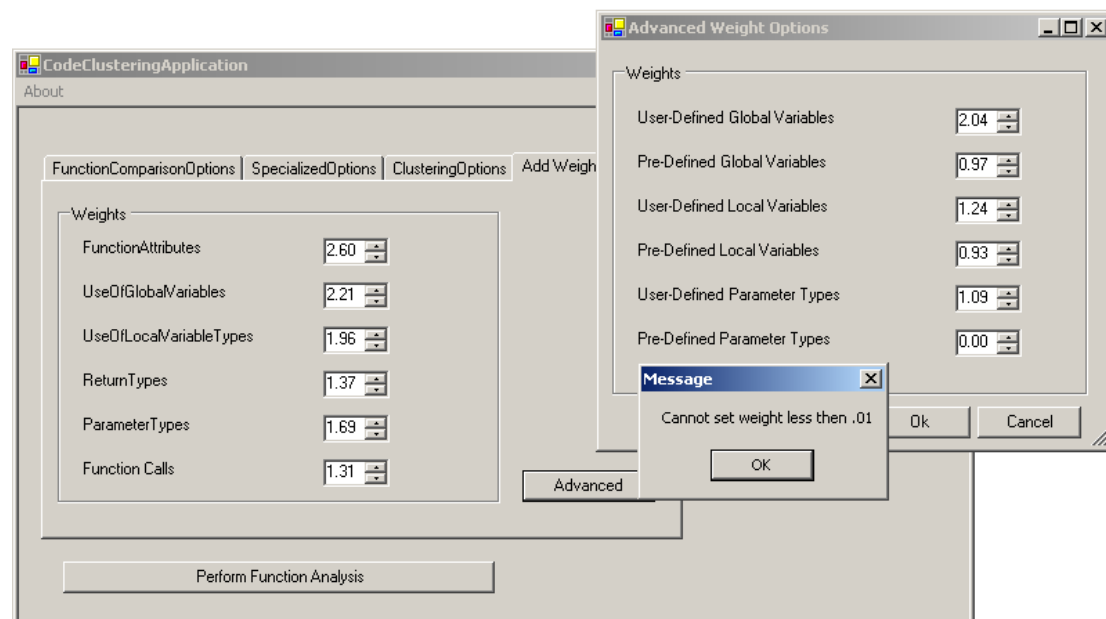 Advanced Weight Options
CodeClusteringApplication
About
FunctionComparisonOptions SpecializedOptions ClusteringOptions Add Weigh
Weights
FunctionAttributes 2.60
UseOfGlobalVariables 2.21
UseOfLocalVariableTypes 1.96
ReturnTypes 1.37
ParameterTypes 1.69
Function Calls 1.31
Advanced
Perform Function Analysis
Weights
User-Defined Global Variables 2.04
Pre-Defined Global Variables 0.97
User-Defined Local Variables 1.24
Pre-Defined Local Variables 0.93
User-Defined Parameter Types 1.09
Pre-Defined Parameter Types 0.00
Ok Cancel
Message
Cannot set weight less then .01
OK